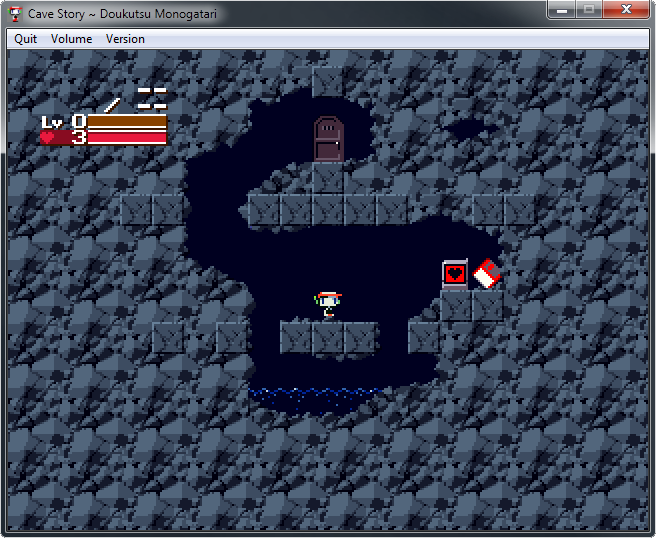 Cave Story ~ Doukutsu Monogatari
Quit Volume Version
--
/ --
Lv 0
3